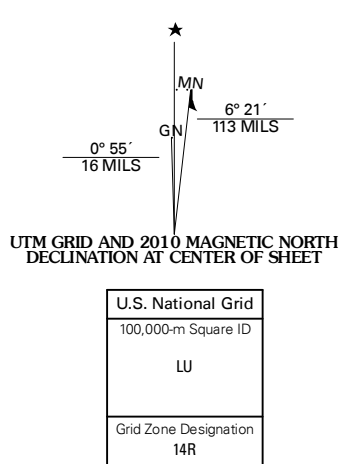 ★
MN
6° 21´
113 MILS
GN
0° 55´
16 MILS
UTM GRID AND 2010 MAGNETIC NORTH
DECLINATION AT CENTER OF SHEET
U.S. National Grid
100,000-m Square ID
LU
Grid Zone Designation
14R